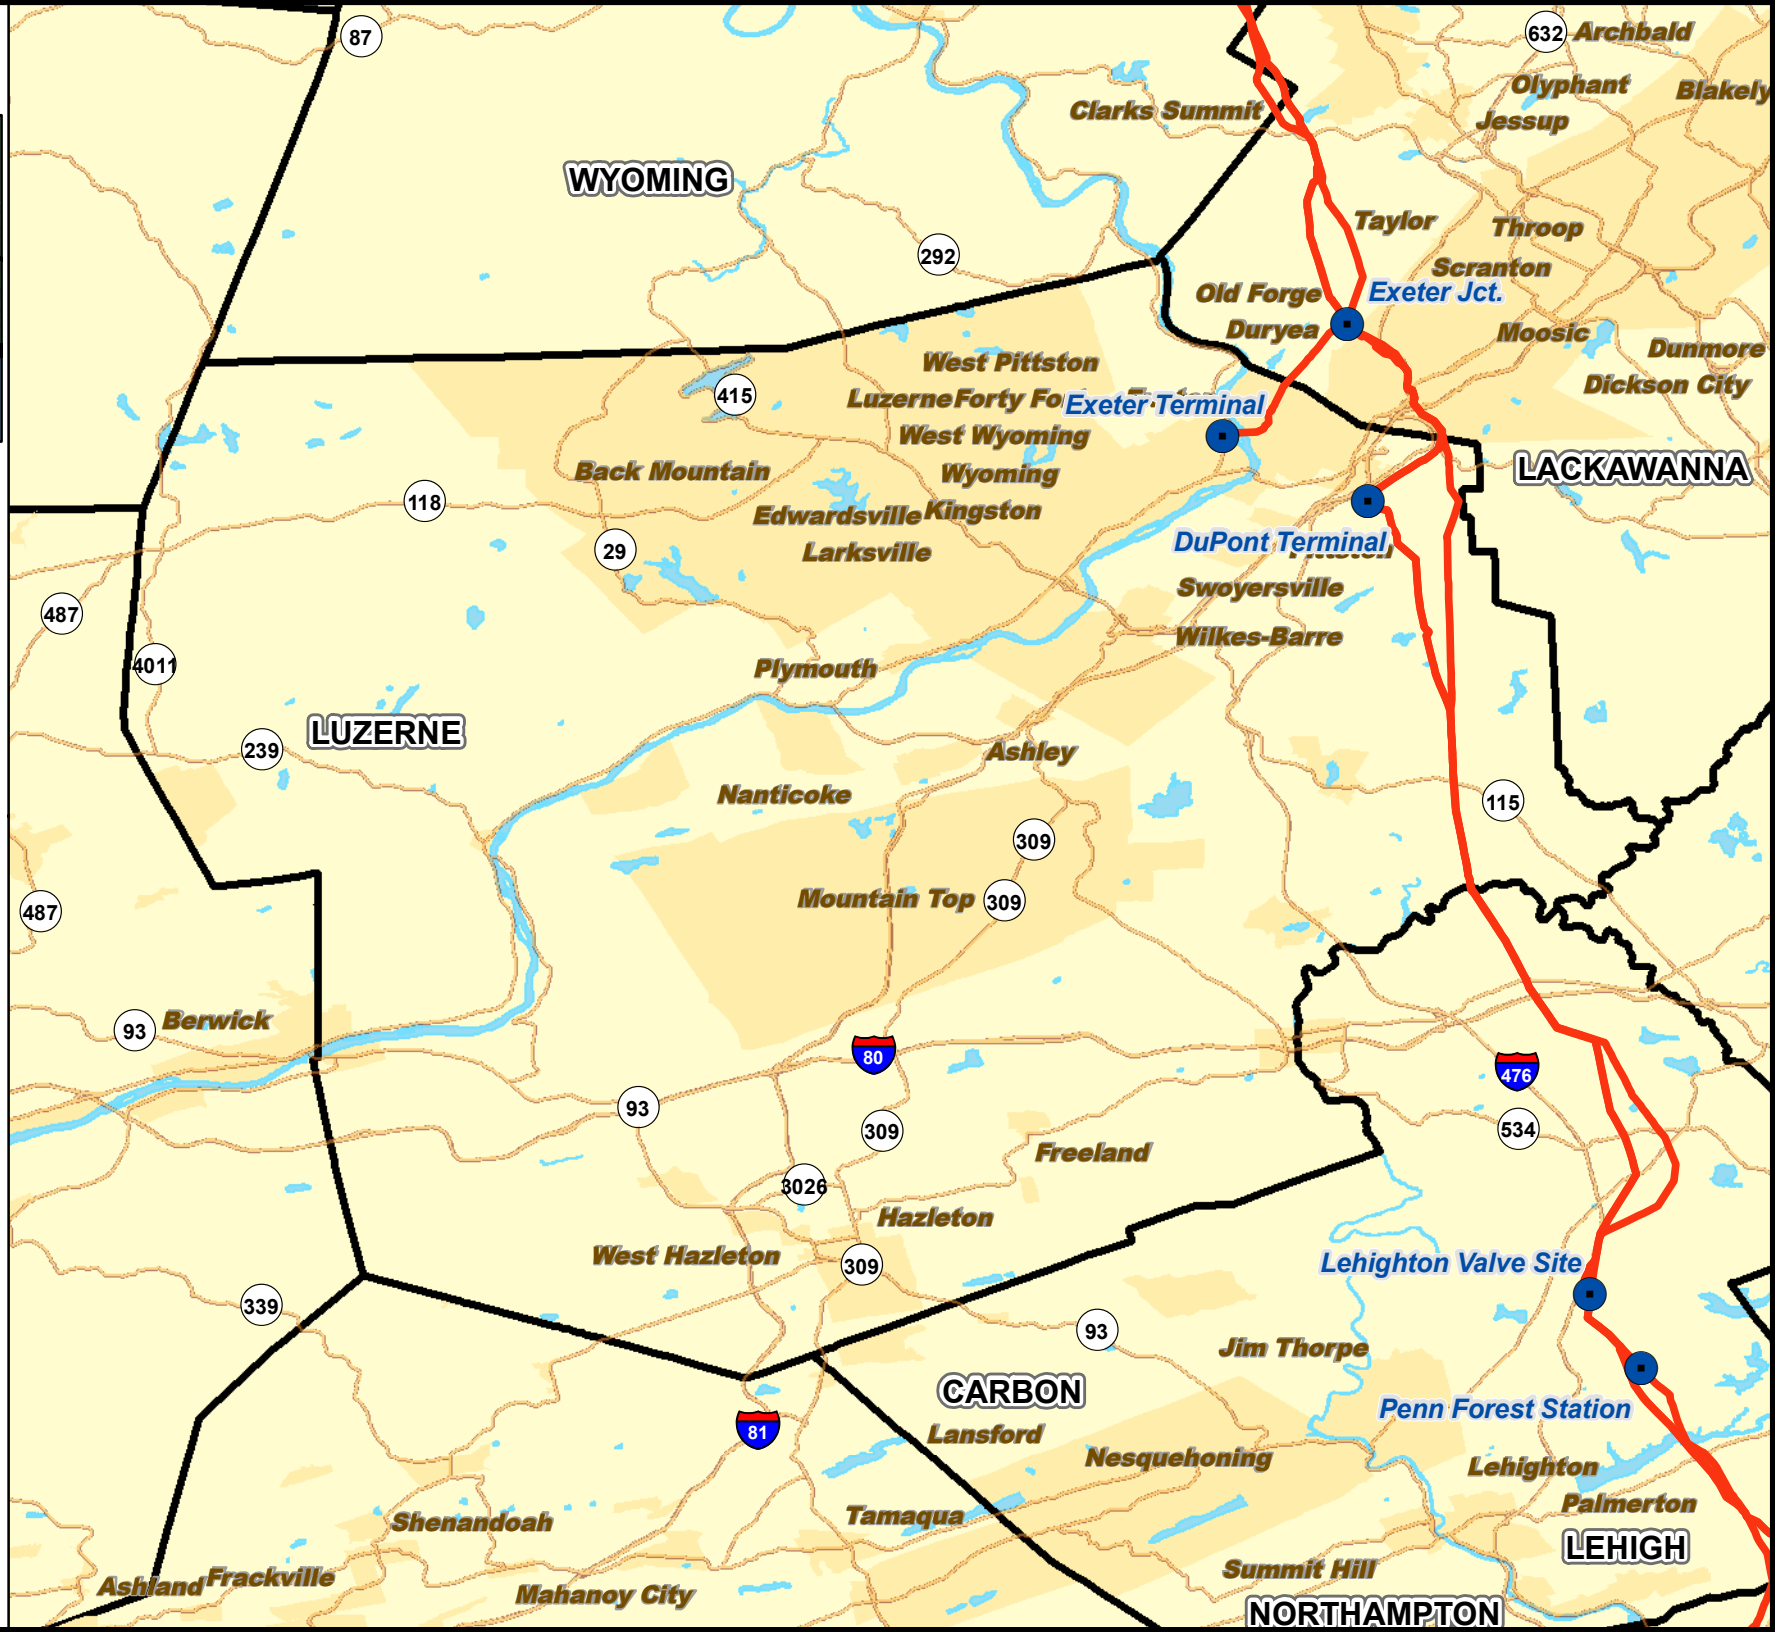 87
632
Archbald
Olyphant
Blakely
Clarks Summit
Jessup
WYOMING
Taylor
Throop
292
Scranton
Old Forge
Exeter Jct.
Duryea
Moosic
West Pittston
Dunmore
415
Luzerne
Forty Fo
Exeter Terminal
Dickson City
West Wyoming
Back Mountain
Wyoming
LACKAWANNA
118
Edwardsville
Kingston
29
Larksville
DuPont Terminal
Swoyersville
487
Wilkes-Barre
4011
Plymouth
LUZERNE
239
Ashley
Nanticoke
115
309
Mountain Top
309
487
93
Berwick
80
476
93
309
534
Freeland
3026
Hazleton
West Hazleton
309
Lehighton Valve Site
339
93
Jim Thorpe
CARBON
Penn Forest Station
81
Lansford
Nesquehoning
Lehighton
Palmerton
Shenandoah
Tamaqua
LEHIGH
Ashland
Frackville
Summit Hill
Mahanoy City
NORTHAMPTON